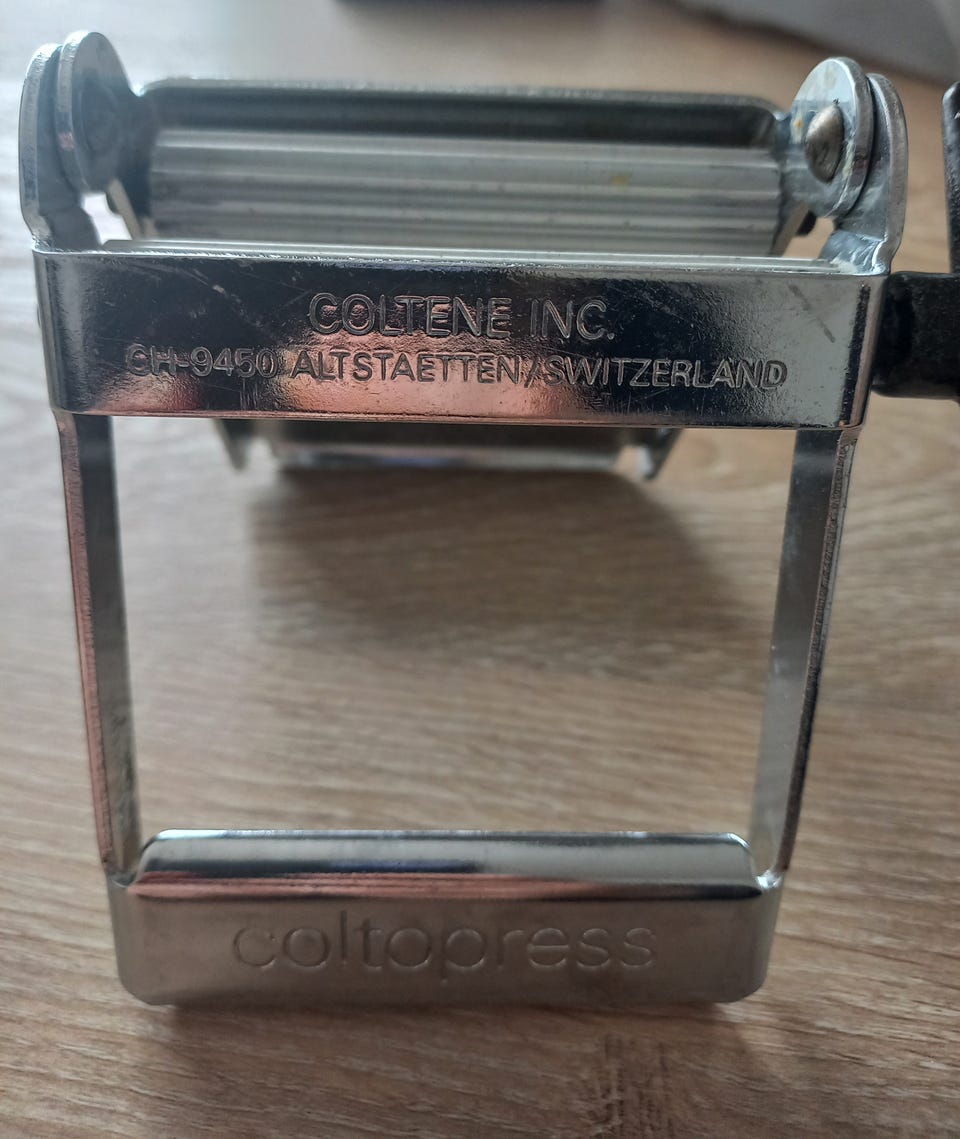 COLTENE INC.
CH-9450 ALTSTAETTEN/SWITZERLAND
coltopress